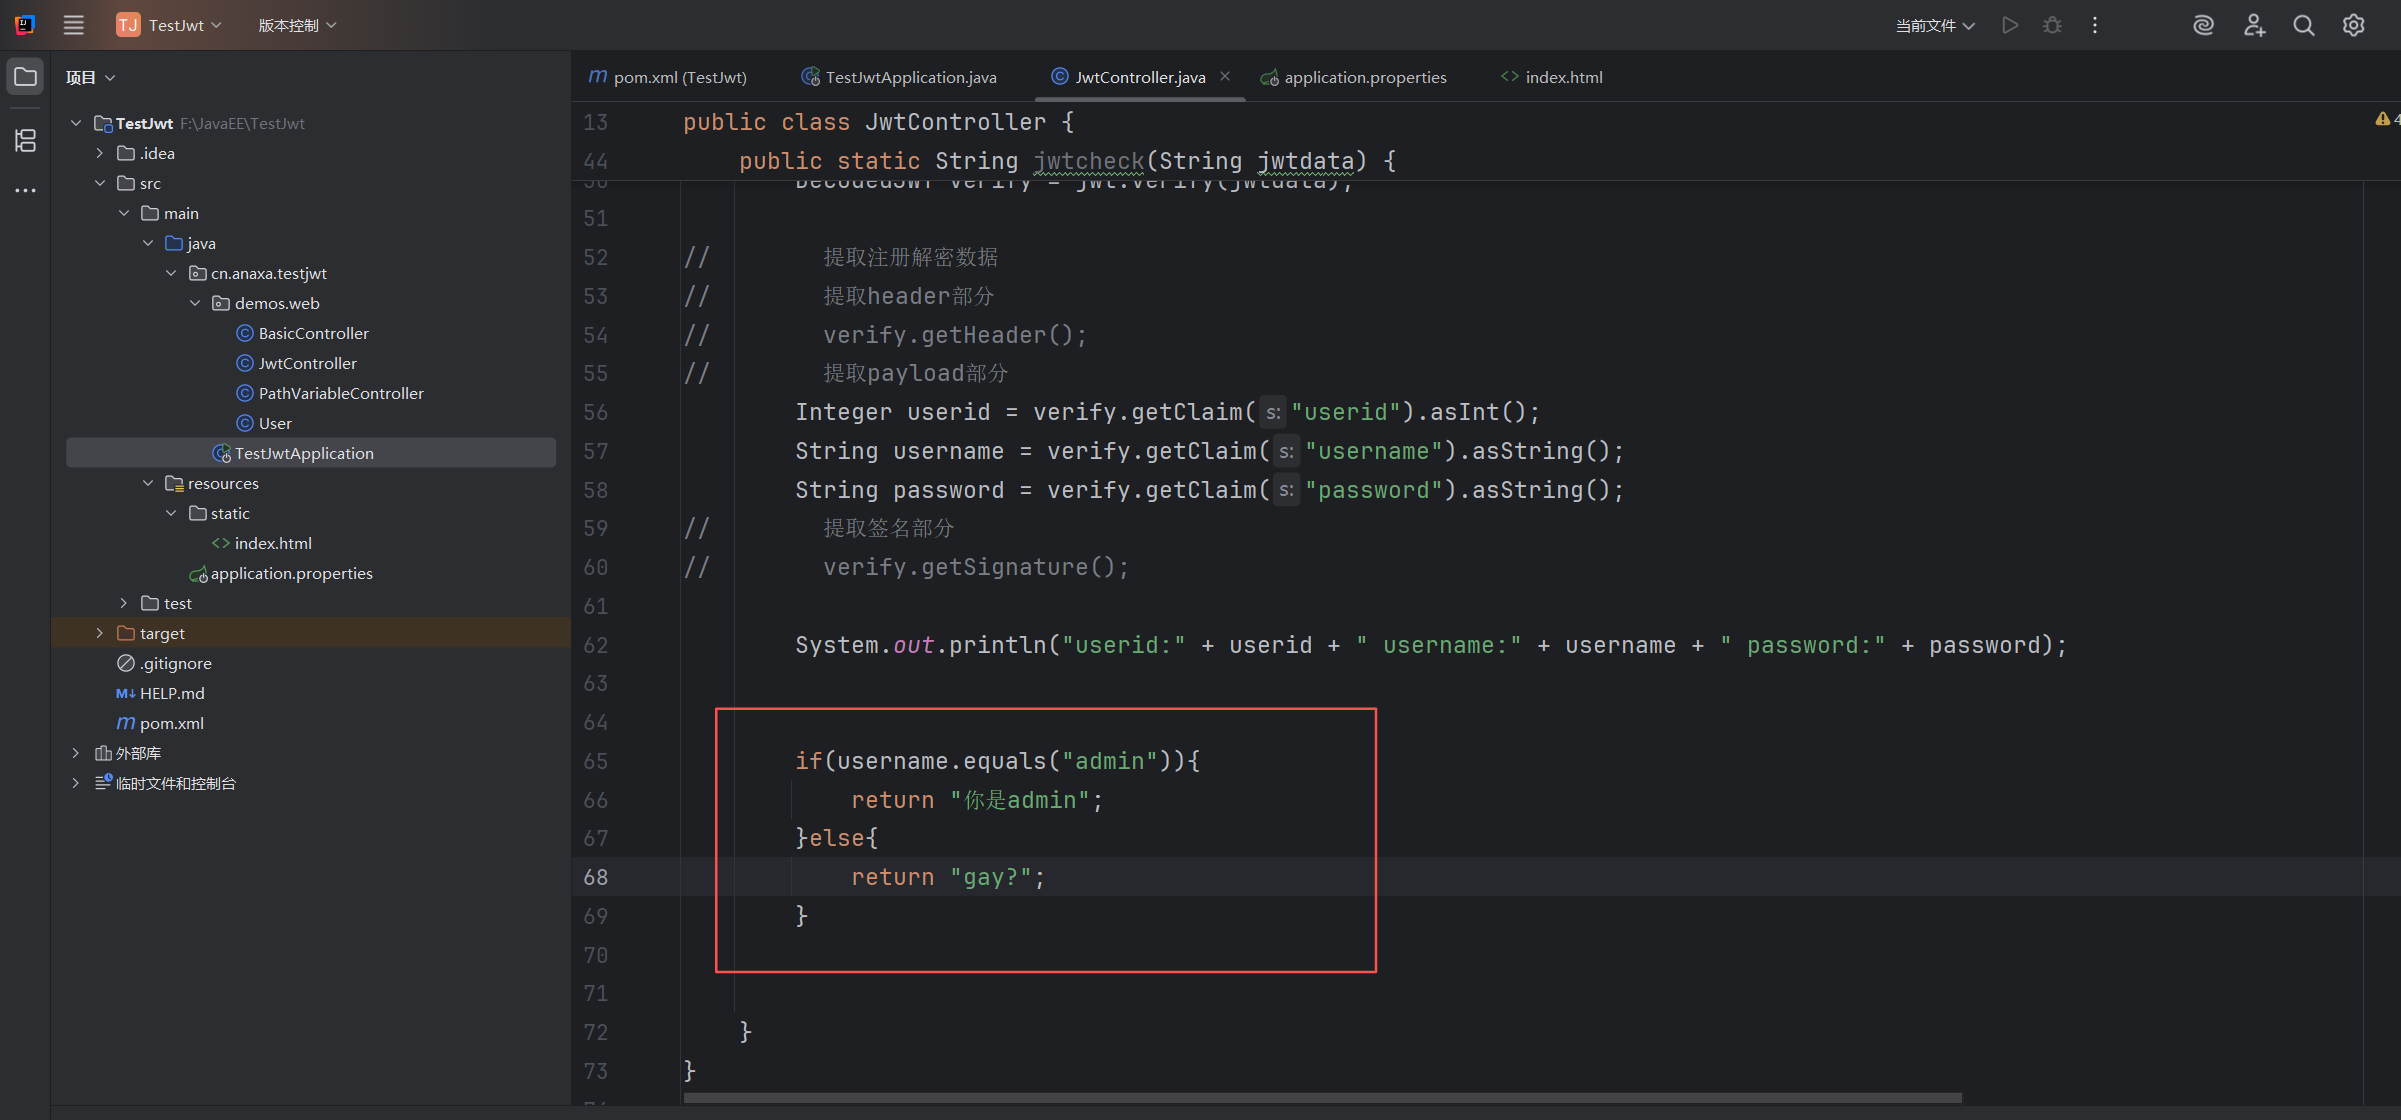 TJ TestJwt 版本控制 当前文件
项目
TestJwt F:\JavaEE\TestJwt
.idea
src
main
java
cn.anaxa.testjwt
demos.web
BasicController
JwtController
PathVariableController
User
TestJwtApplication
resources
static
index.html
application.properties
test
target
.gitignore
HELP.md
pom.xml
外部库
临时文件和控制台
pom.xml (TestJwt) TestJwtApplication.java JwtController.java application.properties index.html
13 public class JwtController {
44 public static String jwtcheck(String jwtdata) {
50 DecodedJWT verify = jwt.verify(jwtdata);
51
52 // 提取注册解密数据
53 // 提取header部分
54 // verify.getHeader();
55 // 提取payload部分
56 Integer userid = verify.getClaim( s: "userid").asInt();
57 String username = verify.getClaim( s: "username").asString();
58 String password = verify.getClaim( s: "password").asString();
59 // 提取签名部分
60 // verify.getSignature();
61
62 System.out.println("userid:" + userid + " username:" + username + " password:" + password);
63
64
65 if(username.equals("admin")){
66 return "你是admin";
67 }else{
68 return "gay?";
69 }
70
71
72 }
73 }
4